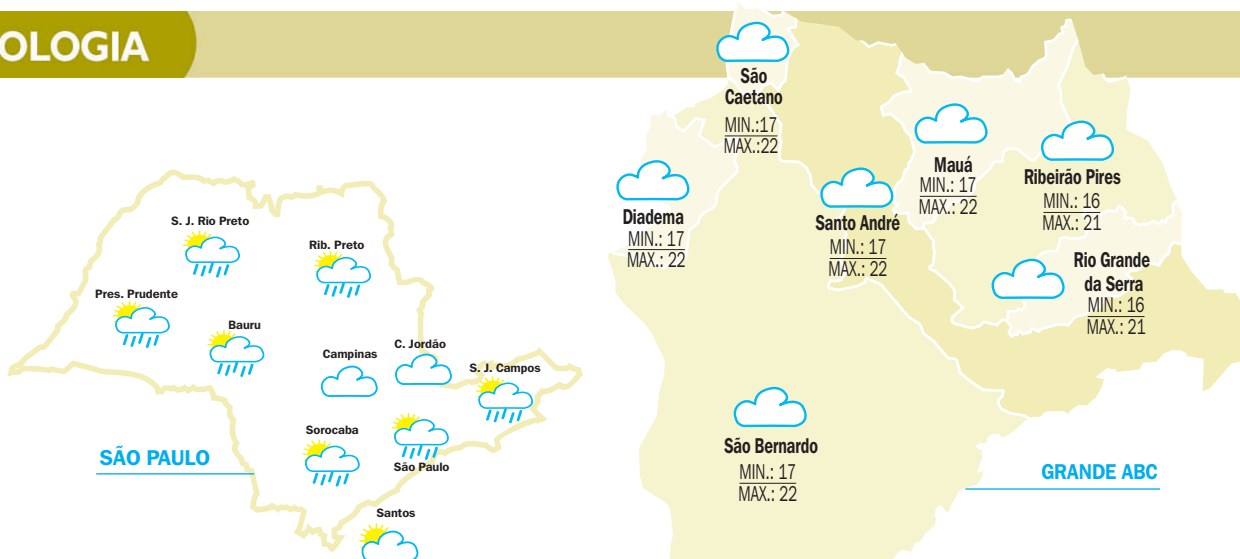 OLOGIA
S. J. Rio Preto
Rib. Preto
Pres. Prudente
Bauru
Campinas
C. Jordão
S. J. Campos
Sorocaba
São Paulo
Santos
SÃO PAULO
São
Caetano
MIN.:17
MAX.:22
Diadema
MIN.: 17
MAX.: 22
Santo André
MIN.: 17
MAX.: 22
Mauá
MIN.: 17
MAX.: 22
Ribeirão Pires
MIN.: 16
MAX.: 21
Rio Grande
da Serra
MIN.: 16
MAX.: 21
São Bernardo
MIN.: 17
MAX.: 22
GRANDE ABC